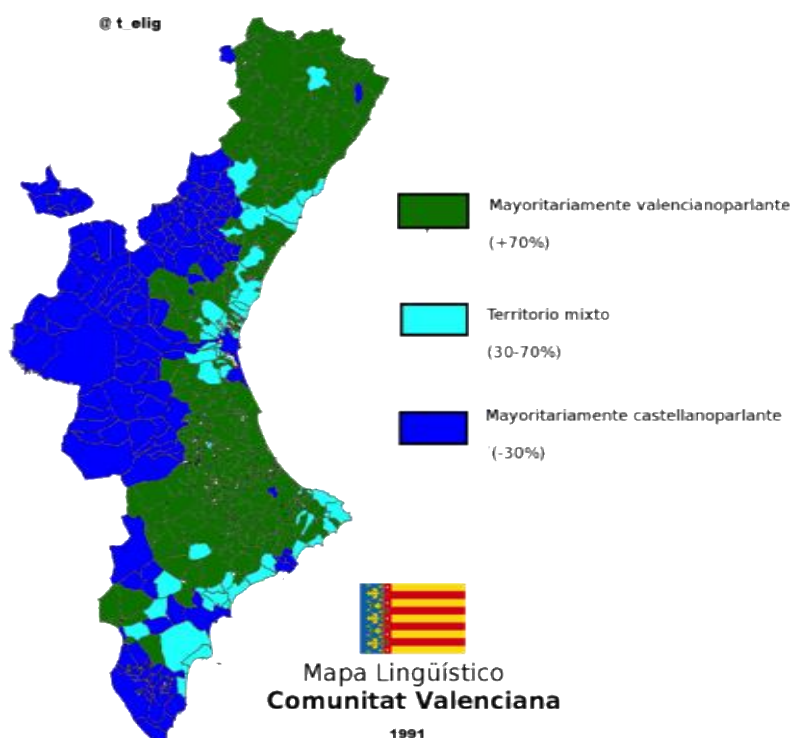 @ t_elig
Mayoritariamente valencianoparlante
(+70%)
Territorio mixto
(30-70%)
Mayoritariamente castellanoparlante
(-30%)
Mapa Lingüístico
Comunitat Valenciana
1991